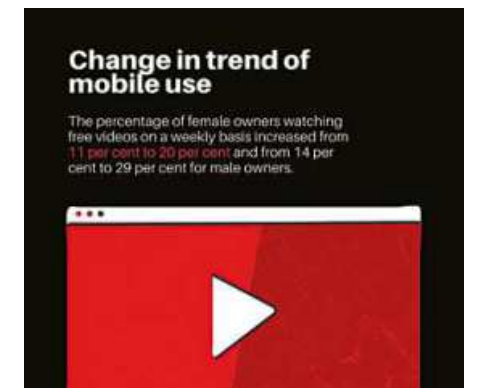 Change in trend of
mobile use
The percentage of female owners watching
free videos on a weekly basis increased from
11 per cent to 20 per cent and from 14 per
cent to 29 per cent for male owners.